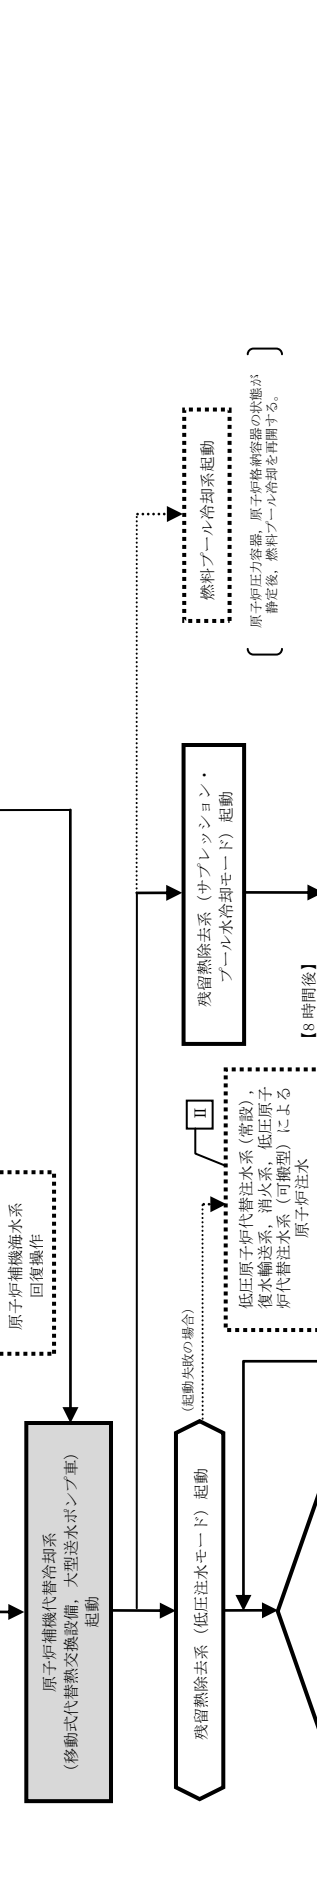 原子炉補機海水系
回復操作
原子炉補機代替冷却系
(移動式代替熱交換設備，大型送水ポンプ車)
起動
燃料プール冷却系起動
原子炉圧力容器，原子炉格納容器の状態が
静定後，燃料プール冷却を再開する。
残留熱除去系（サプレッション・
プール水冷却モード）起動
【8 時間後】
Ⅱ
低圧原子炉代替注水系（常設），
復水輸送系，消火系，低圧原子
炉代替注水系（可搬型）による
原子炉注水
（起動失敗の場合）
残留熱除去系（低圧注水モード）起動